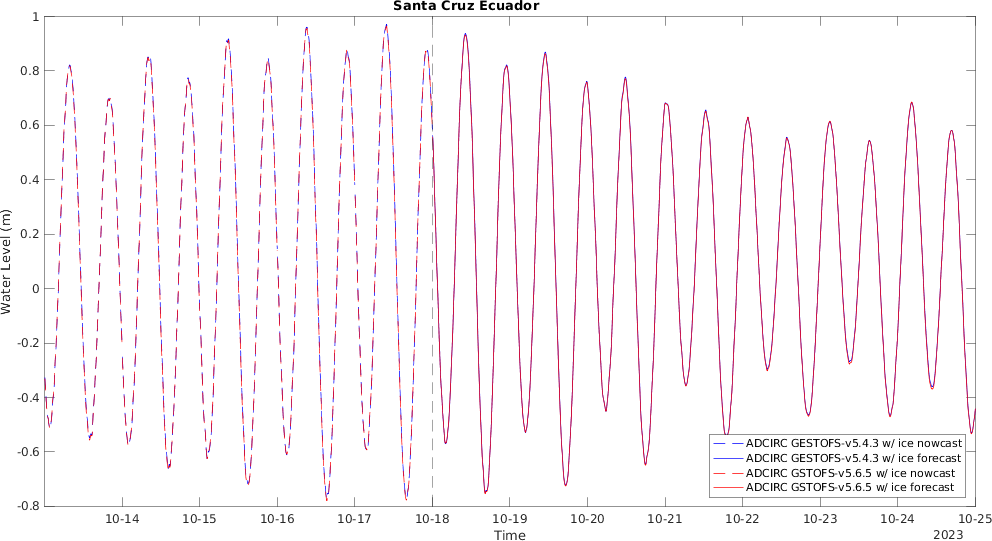 Santa Cruz Ecuador
1
0.8
0.6
0.4
0.2
0
-0.2
-0.4
-0.6
-0.8
Water Level (m)
ADCIRC GESTOFS-v5.4.3 w/ ice nowcast
ADCIRC GESTOFS-v5.4.3 w/ ice forecast
ADCIRC GSTOFS-v5.6.5 w/ ice nowcast
ADCIRC GSTOFS-v5.6.5 w/ ice forecast
10-14 10-15 10-16 10-17 10-18 10-19 10-20 10-21 10-22 10-23 10-24 10-25
Time
2023